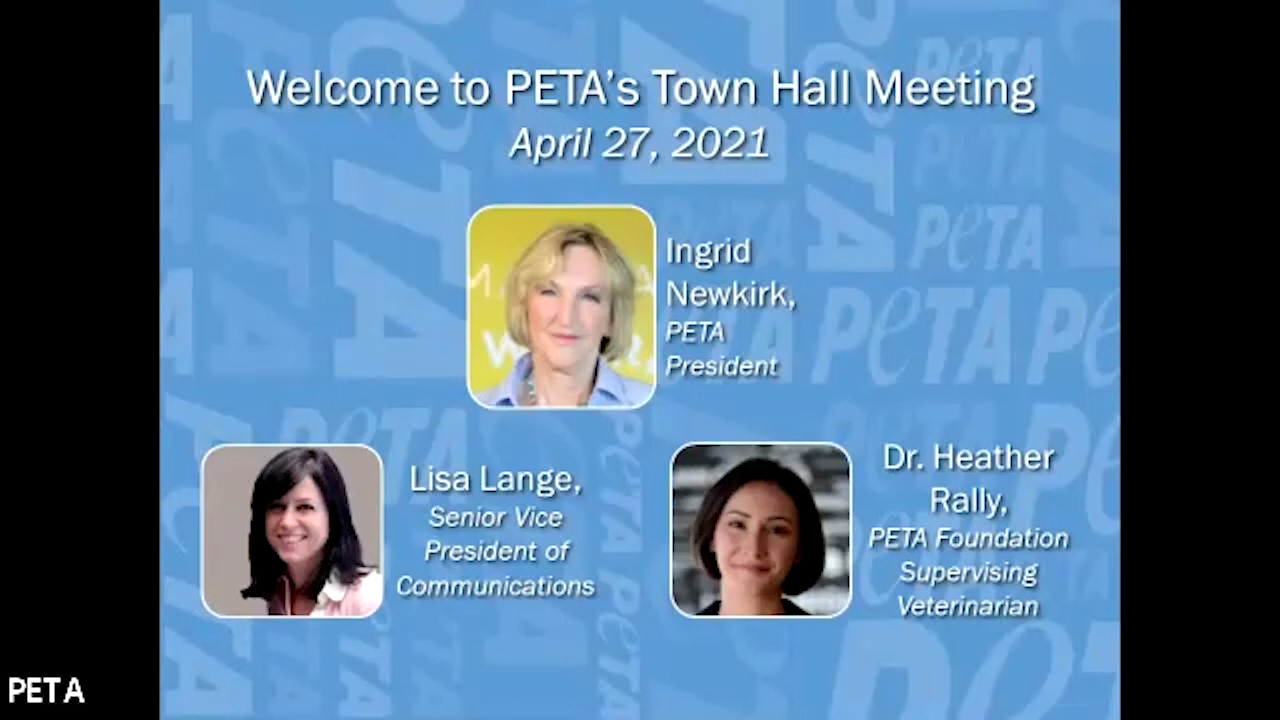 Welcome to PETA's Town Hall Meeting
April 27, 2021
Ingrid
Newkirk,
PETA
President
Lisa Lange,
Senior Vice
President of
Communications
Dr. Heather
Rally,
PETA Foundation
Supervising
Veterinarian
PETA